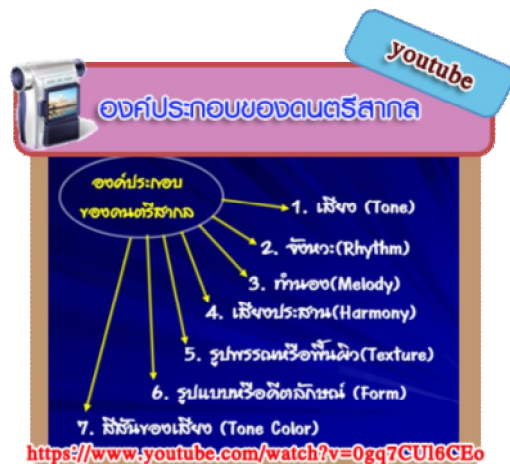 youtube
องค์ประกอบของดนตรีสากล
องค์ประกอบ
ของดนตรีสากล
1. เสียง (Tone)
2. จังหวะ(Rhythm)
3. ทำนอง(Melody)
4. เสียงประสาน(Harmony)
5. รูปพรรณหรือพื้นผิว(Texture)
6. รูปแบบหรือคีตลักษณ์ (Form)
7. สีสันของเสียง (Tone Color)
https://www.youtube.com/watch?v=0gq7CUl6CEo